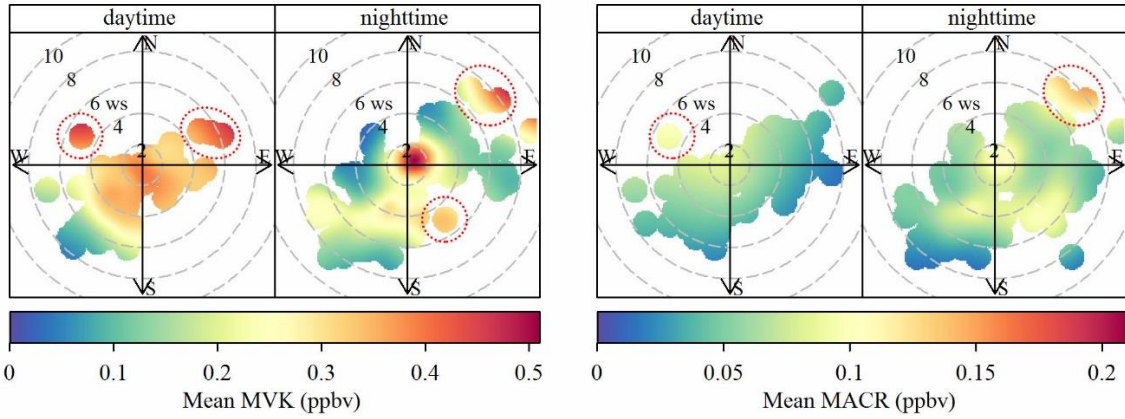 daytime nighttime daytime nighttime
N N N N
10 10 10 10
8 8 8 8
6 ws 6 ws 6 ws 6 ws
4 4 4 4
2 2 2 2
W E W E W E W E
S S S S
0 0.1 0.2 0.3 0.4 0.5 0 0.05 0.1 0.15 0.2
Mean MVK (ppbv) Mean MACR (ppbv)